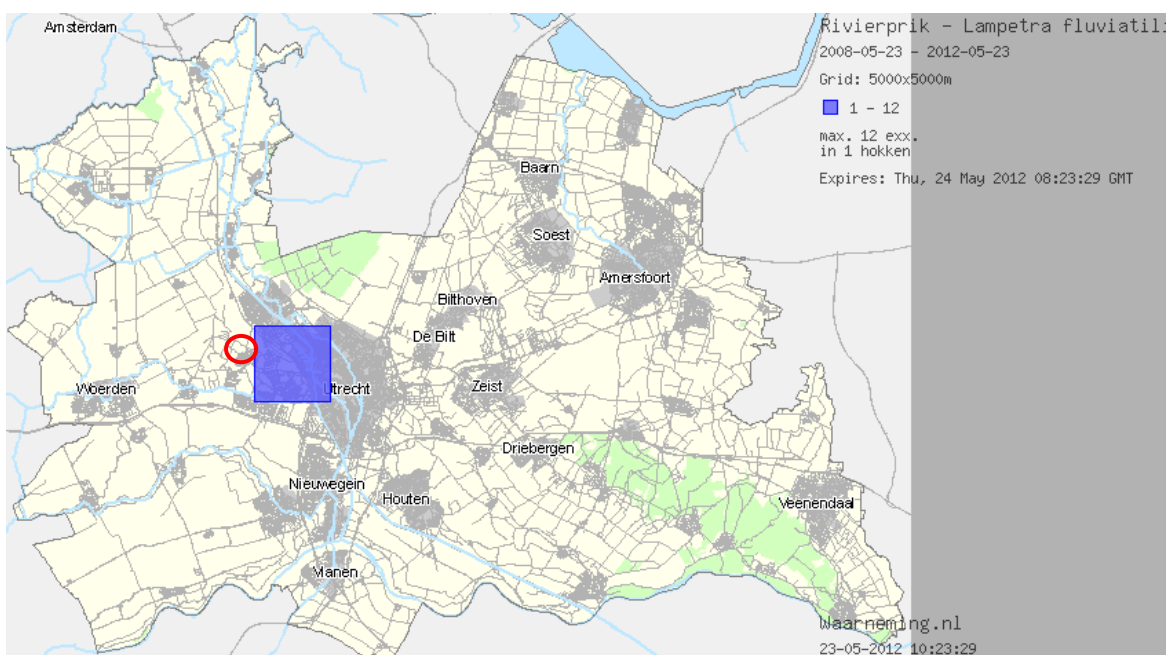 Amsterdam
Rivierprik - Lampetra fluviatili
2008-05-23 - 2012-05-23
Grid: 5000x5000m
1 - 12
max. 12 exx.
in 1 hokken
Expires: Thu, 24 May 2012 08:23:29 GMT
Baarn
Soest
Amersfoort
Bilthoven
De Bilt
Woerden
Utrecht
Zeist
Driebergen
Nieuwegein
Houten
Veenendaal
Vianen
Waarneming.nl
23-05-2012 10:23:29